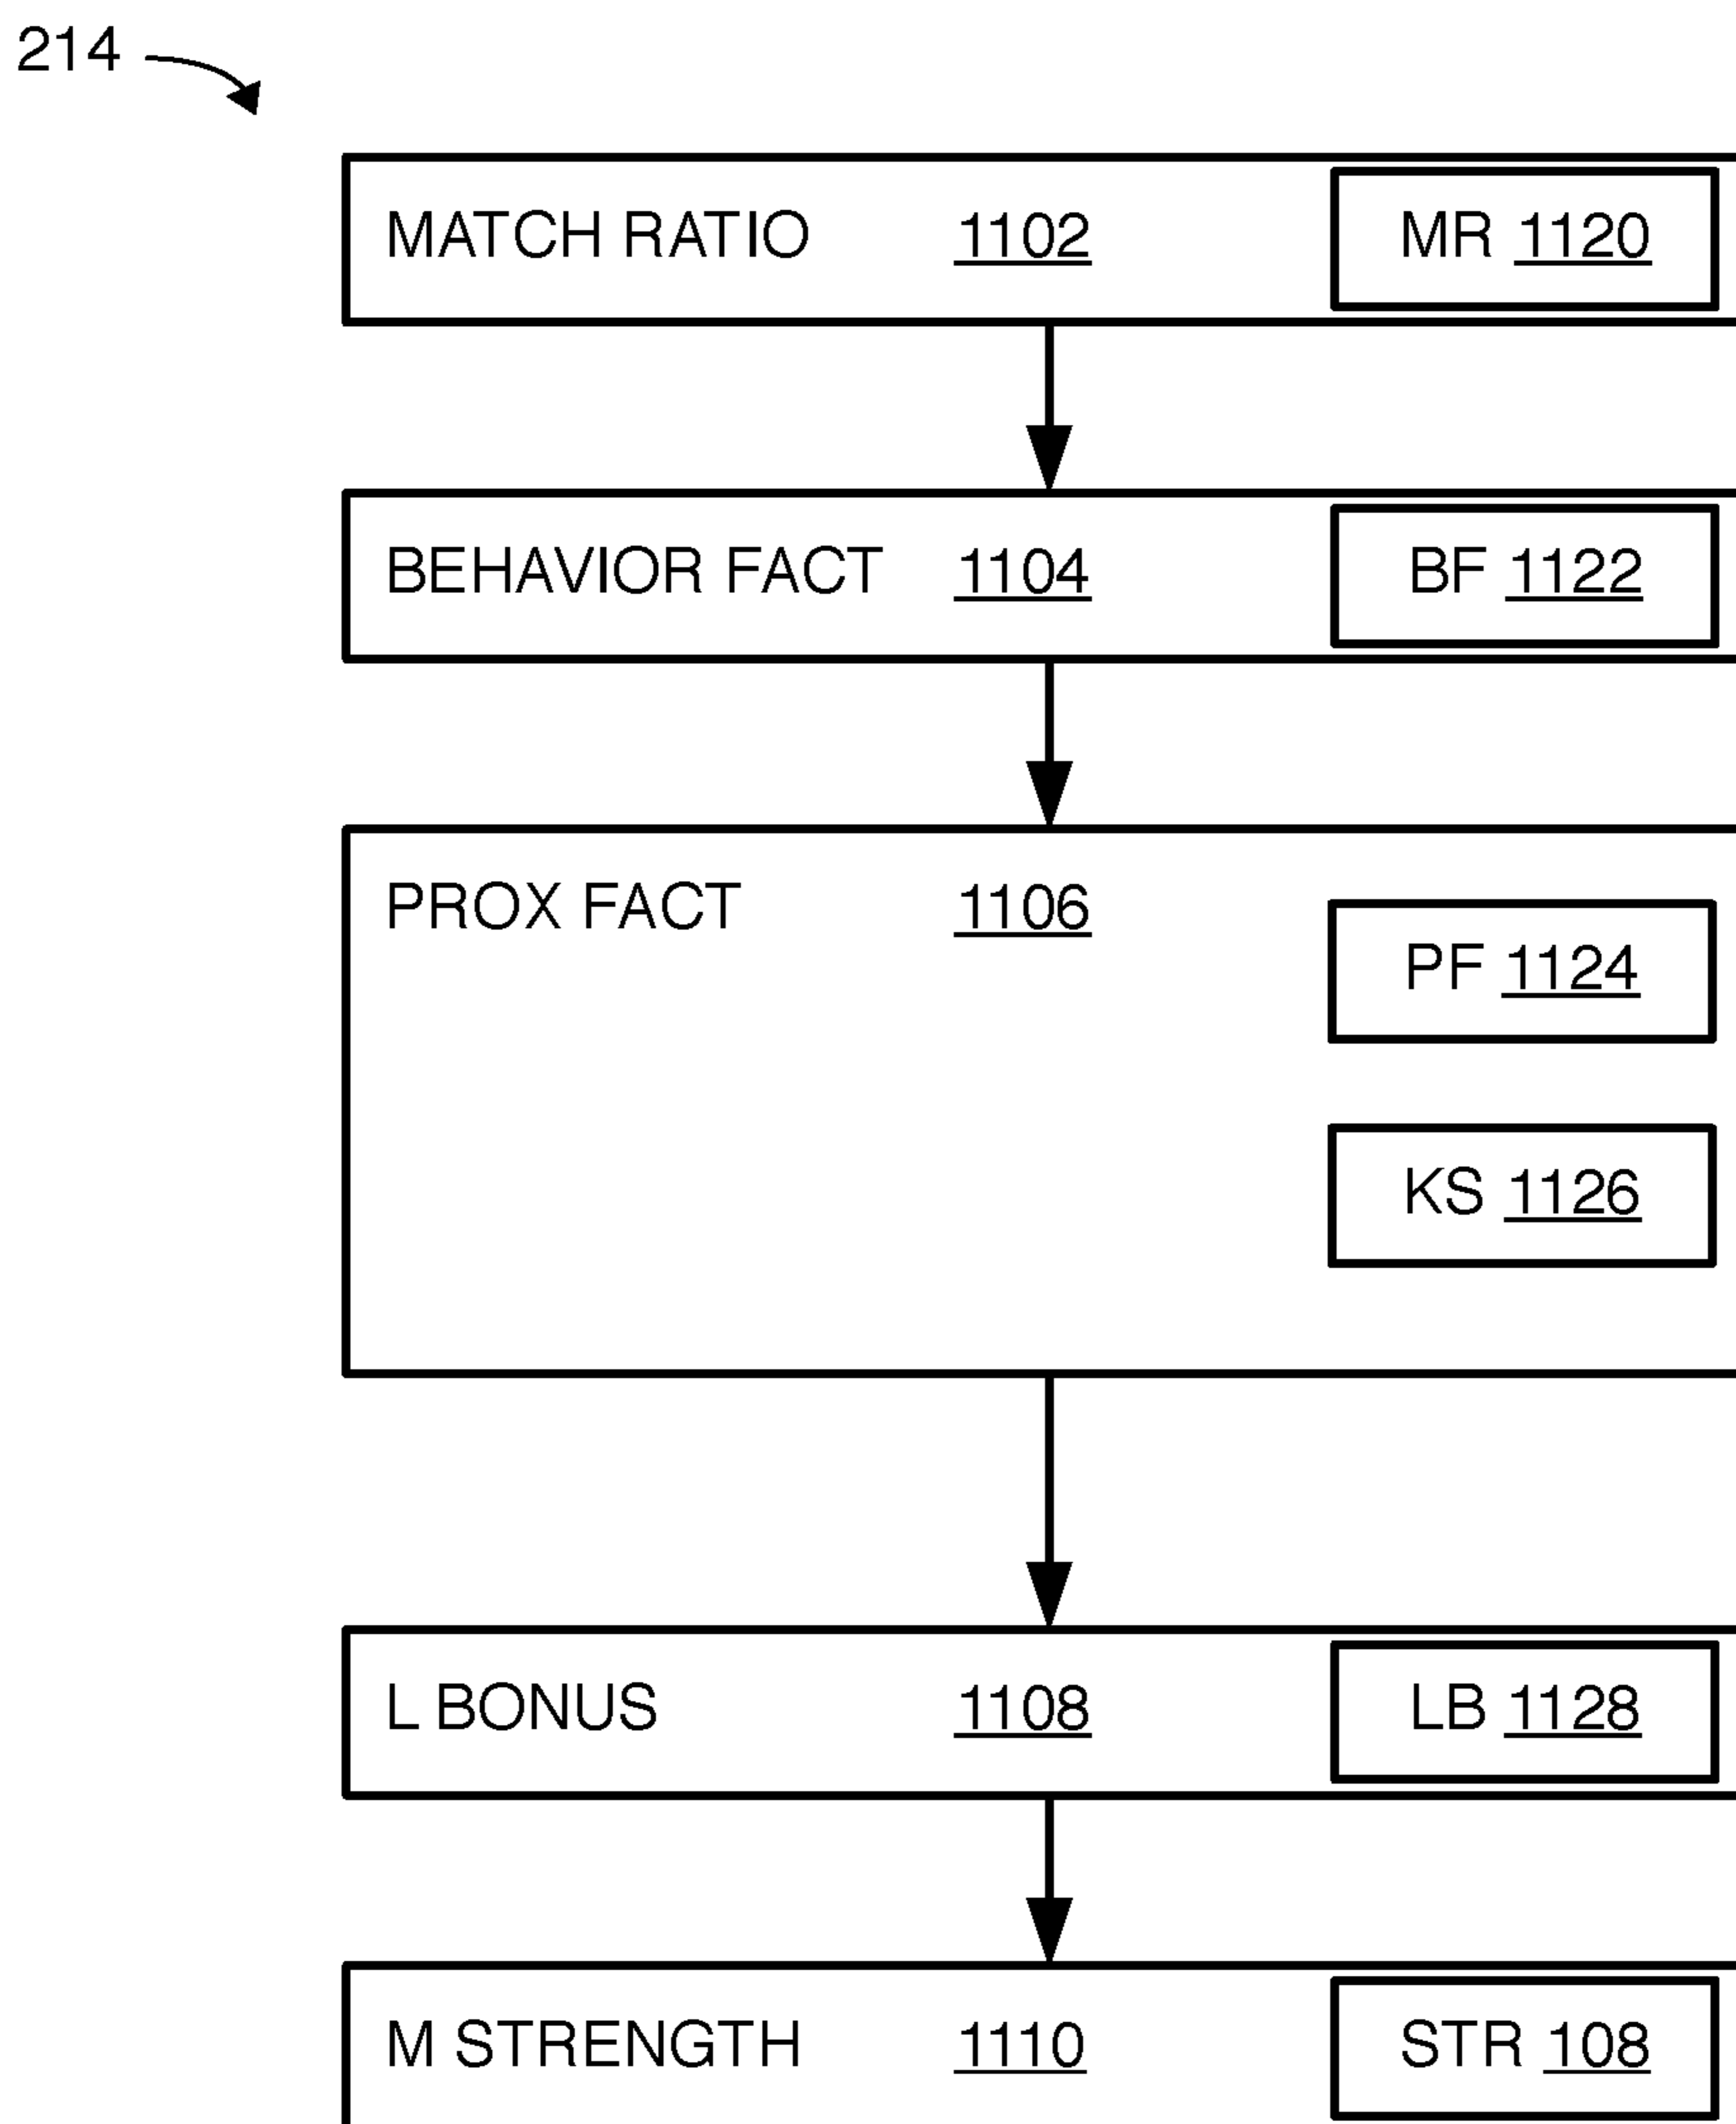 214
MATCH RATIO 1102 MR 1120
BEHAVIOR FACT 1104 BF 1122
PROX FACT 1106
PF 1124
KS 1126
L BONUS 1108 LB 1128
M STRENGTH 1110 STR 108